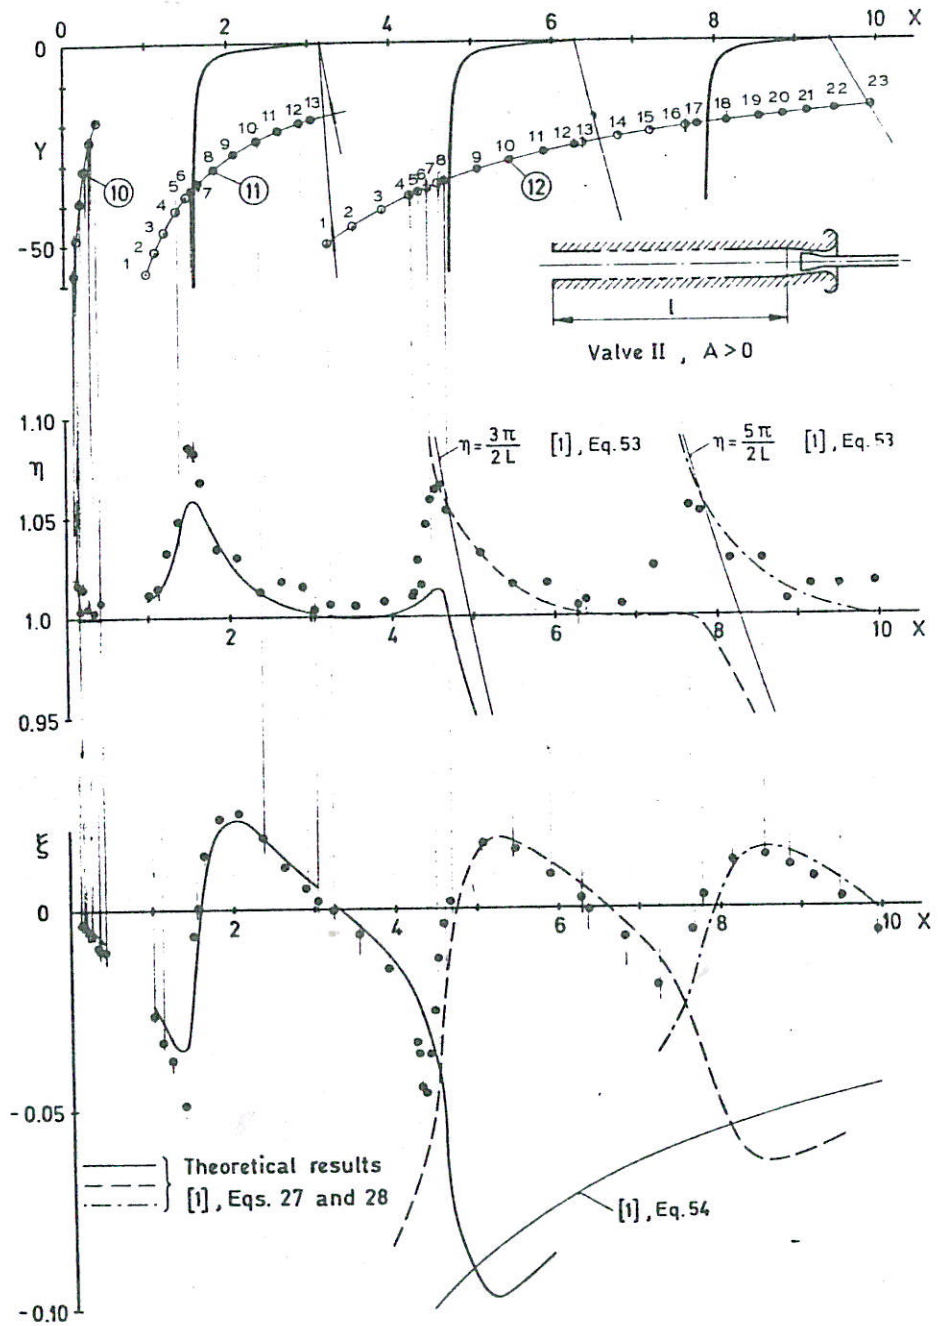 0 2 4 6 8 10 X
0
Y
-50
10
1 2 3 4 5 6 7 8 9 10 11 12 13
11
1 2 3 4 5 6 7 8 9 10 11 12 13 14 15 16 17 18 19 20 21 22 23
12
l
Valve II , A > 0
1.10
η
1.05
1.0
0.95
η = 3π/2L [1], Eq. 53
η = 5π/2L [1], Eq. 53
2 4 6 8 10 X
ξ
0
2 4 6 8 10 X
-0.05
-0.10
Theoretical results
[1], Eqs. 27 and 28
[1], Eq. 54